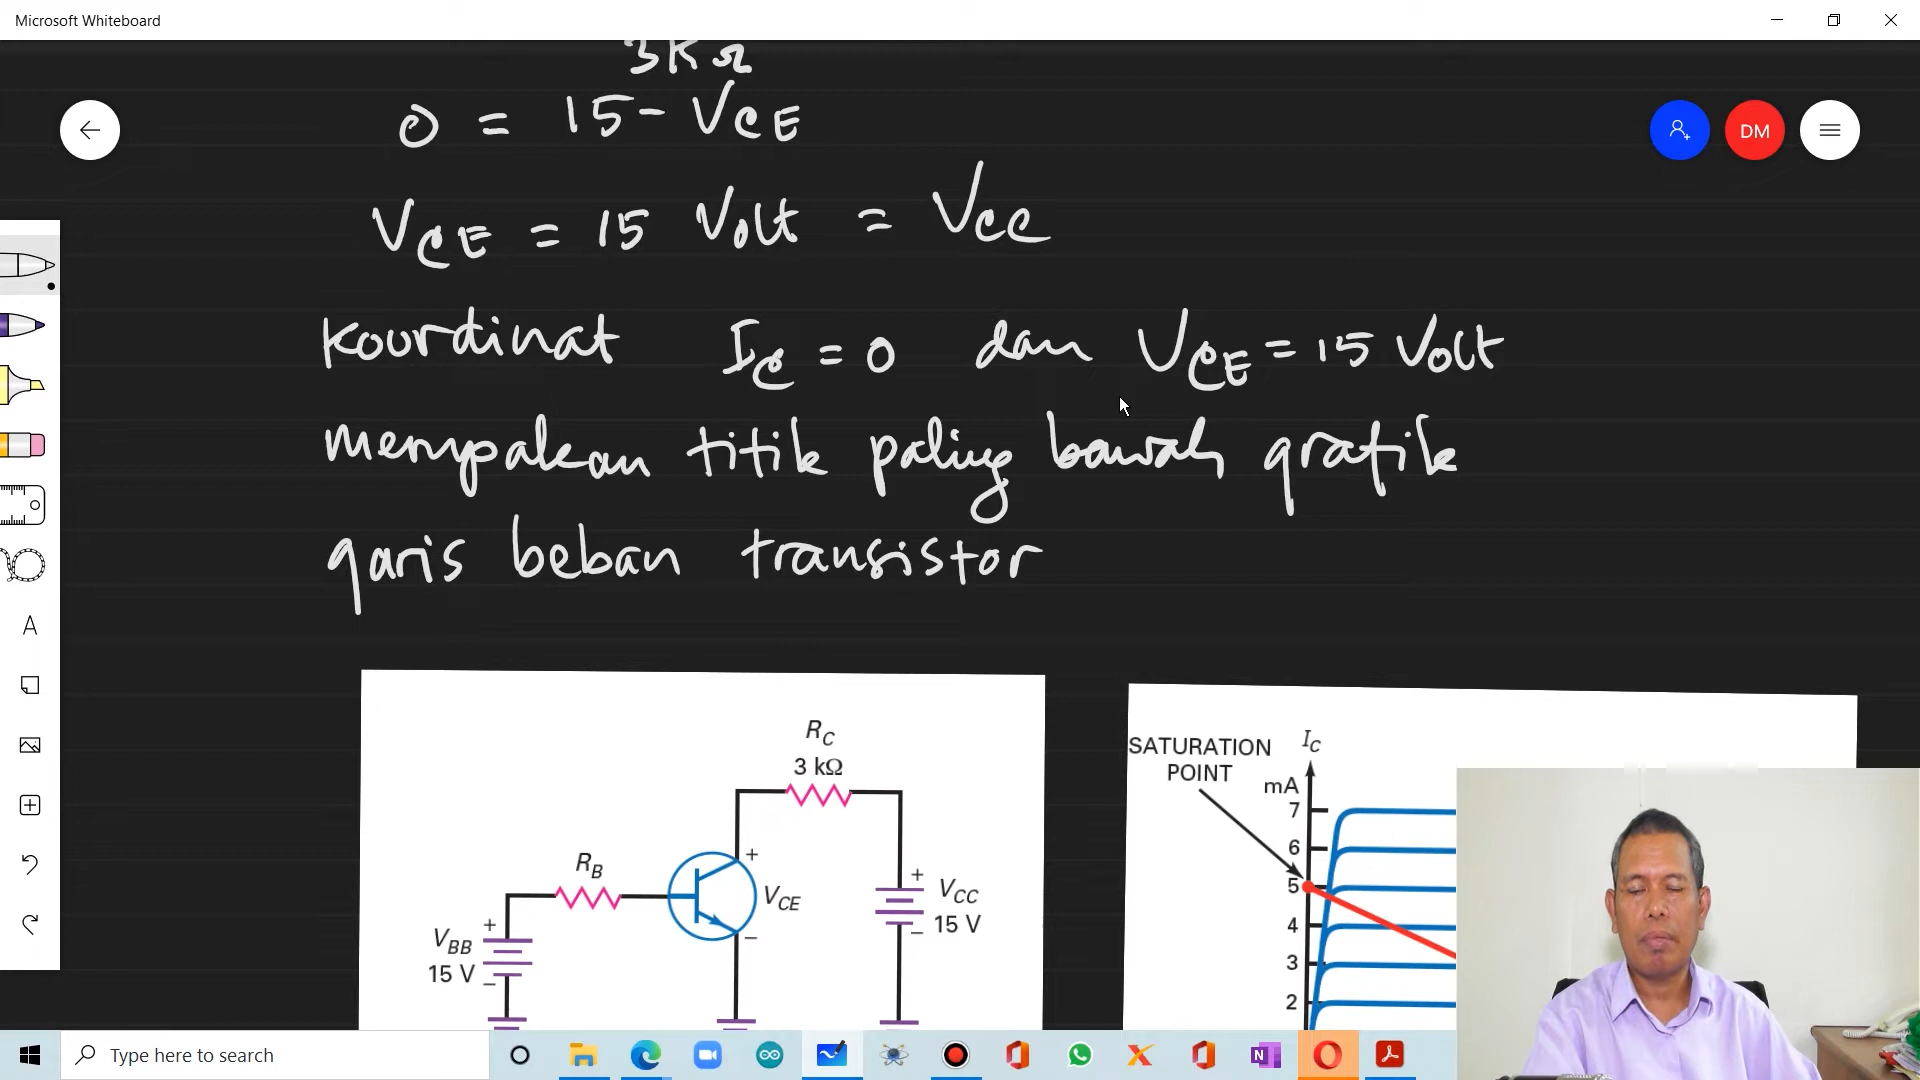 Microsoft Whiteboard
3K Ω
0 = 15 - VCE
VCE = 15 Volt = VCC
DM
Kourdinat IC = 0 dan VCE = 15 Volt
merupakan titik paling bawah grafik
garis beban transistor
A
RC
3 kΩ
RB
+
VCE
−
+
VBB
15 V
−
+
VCC
15 V
−
SATURATION
POINT
IC
mA
7
6
5
4
3
2
Type here to search
N